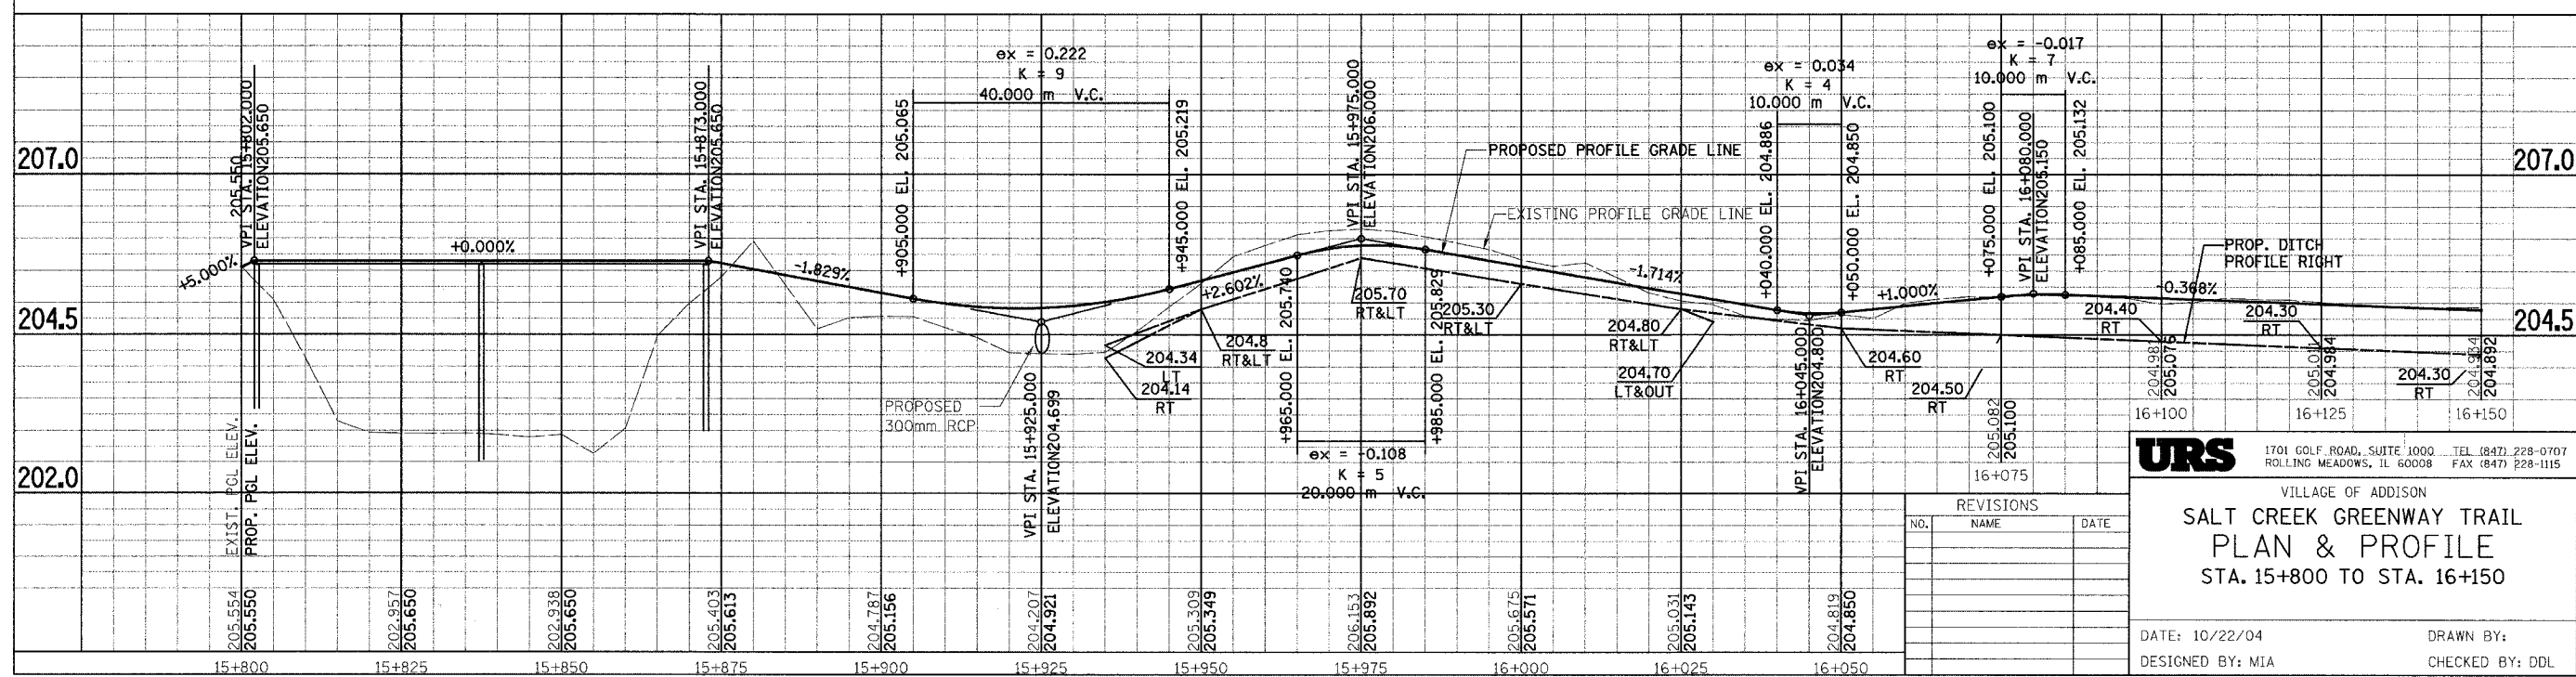 207.0
204.5
202.0
207.0
204.5
205.550
VPI STA. 15+802.000
ELEVATION205.650
+5.000%
+0.000%
VPI STA. 15+873.000
ELEVATION205.650
-1.829%
ex = 0.222
K = 9
40.000 m V.C.
+905.000 EL. 205.065
+945.000 EL. 205.219
PROPOSED
300mm RCP
VPI STA. 15+925.000
ELEVATION204.699
204.34
LT
204.14
RT
+2.602%
204.8
RT&LT
VPI STA. 15+975.000
ELEVATION206.000
+965.000 EL. 205.740
+985.000 EL. 205.829
ex = -0.108
K = 5
20.000 m V.C.
205.70
RT&LT
205.30
RT&LT
PROPOSED PROFILE GRADE LINE
EXISTING PROFILE GRADE LINE
-1.714%
204.80
RT&LT
204.70
LT&OUT
ex = 0.034
K = 4
10.000 m V.C.
+040.000 EL. 204.886
+050.000 EL. 204.850
VPI STA. 16+045.000
ELEVATION204.800
+1.000%
204.60
RT
204.50
RT
ex = -0.017
K = 7
10.000 m V.C.
+075.000 EL. 205.100
VPI STA. 16+080.000
ELEVATION205.150
+085.000 EL. 205.132
PROP. DITCH
PROFILE RIGHT
-0.368%
204.40
RT
204.30
RT
204.30
RT
EXIST. PGL ELEV.
PROP. PGL ELEV.
205.554
205.550
15+800
202.957
205.650
15+825
202.938
205.650
15+850
205.403
205.613
15+875
204.787
205.156
15+900
204.207
204.921
15+925
205.309
205.349
15+950
206.153
205.892
15+975
205.675
205.571
16+000
205.031
205.143
16+025
204.819
204.850
16+050
205.082
205.100
16+075
205.076
16+100
204.984
16+125
204.892
16+150
REVISIONS
NO. NAME DATE
URS
1701 GOLF ROAD, SUITE 1000 TEL (847) 228-0707
ROLLING MEADOWS, IL 60008 FAX (847) 228-1115
VILLAGE OF ADDISON
SALT CREEK GREENWAY TRAIL
PLAN & PROFILE
STA. 15+800 TO STA. 16+150
DATE: 10/22/04 DRAWN BY:
DESIGNED BY: MIA CHECKED BY: DDL